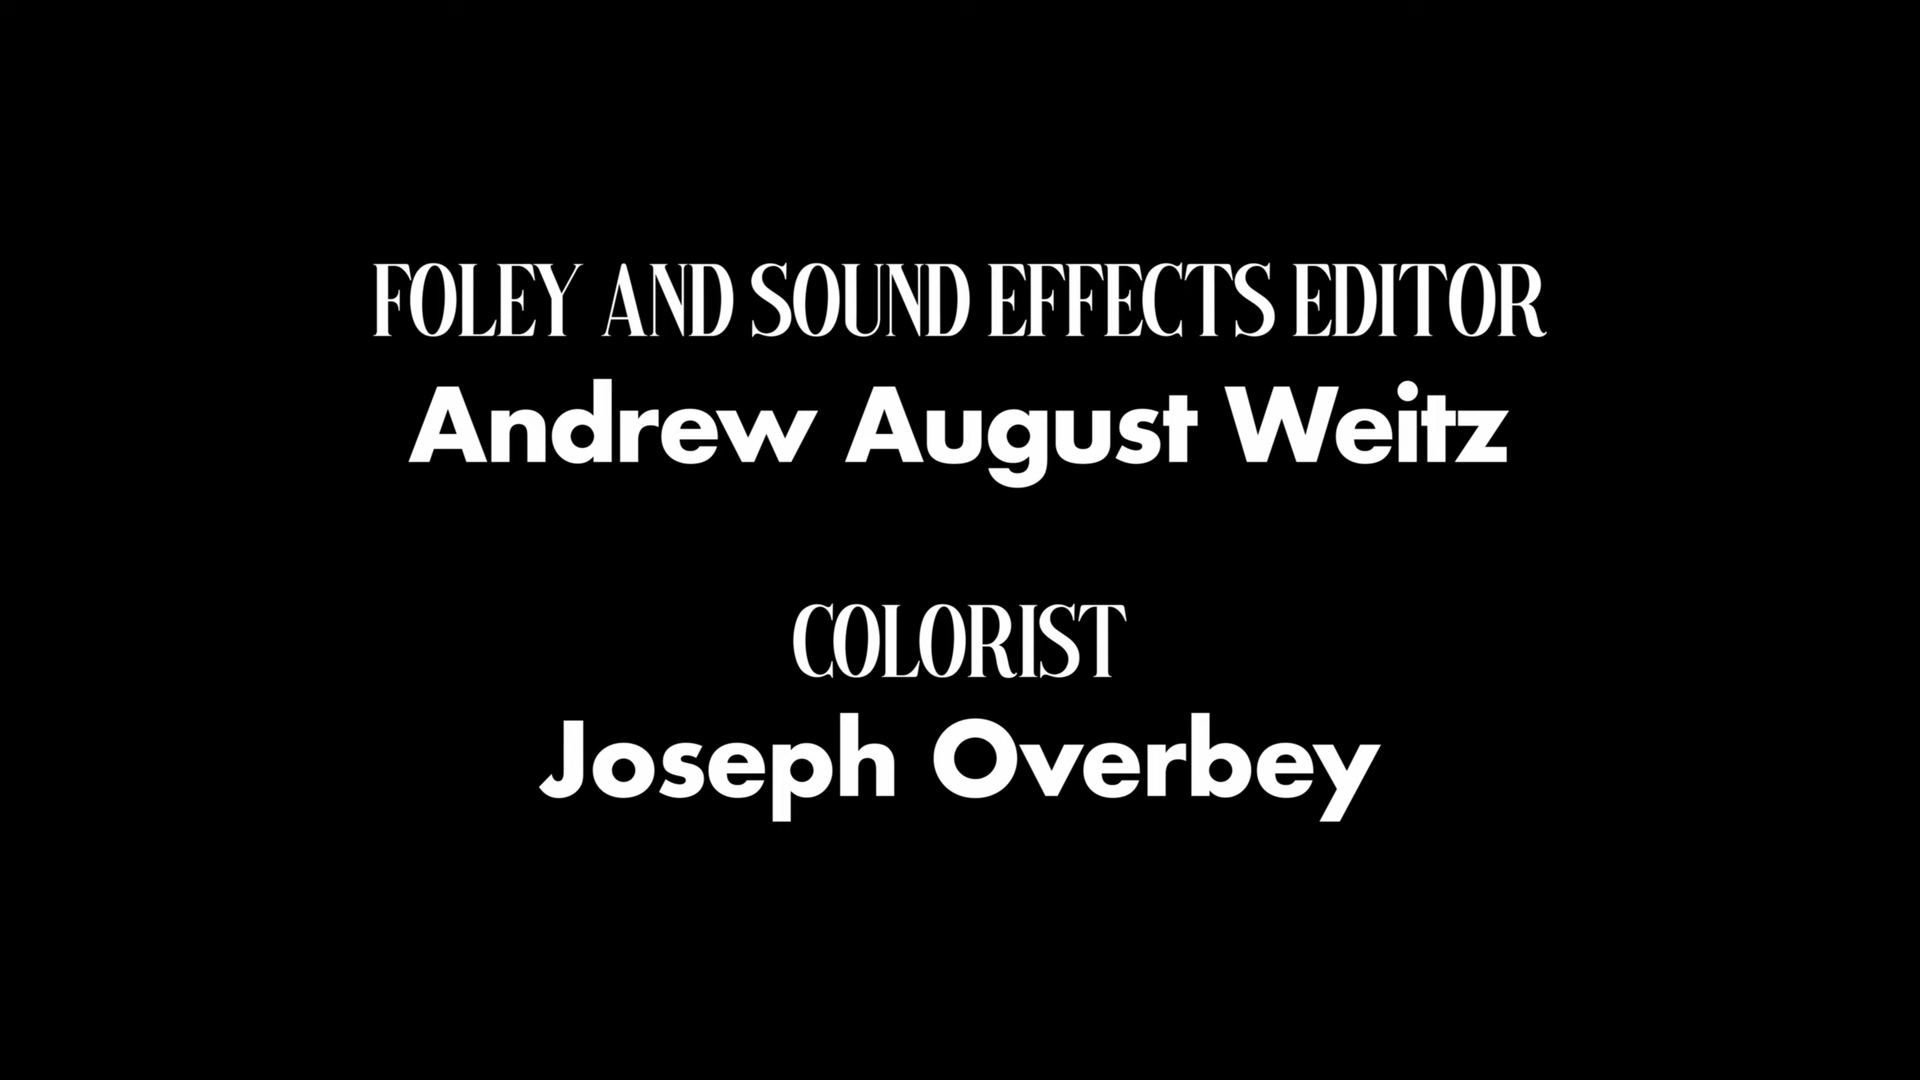 FOLEY AND SOUND EFFECTS EDITOR
Andrew August Weitz
COLORIST
Joseph Overbey